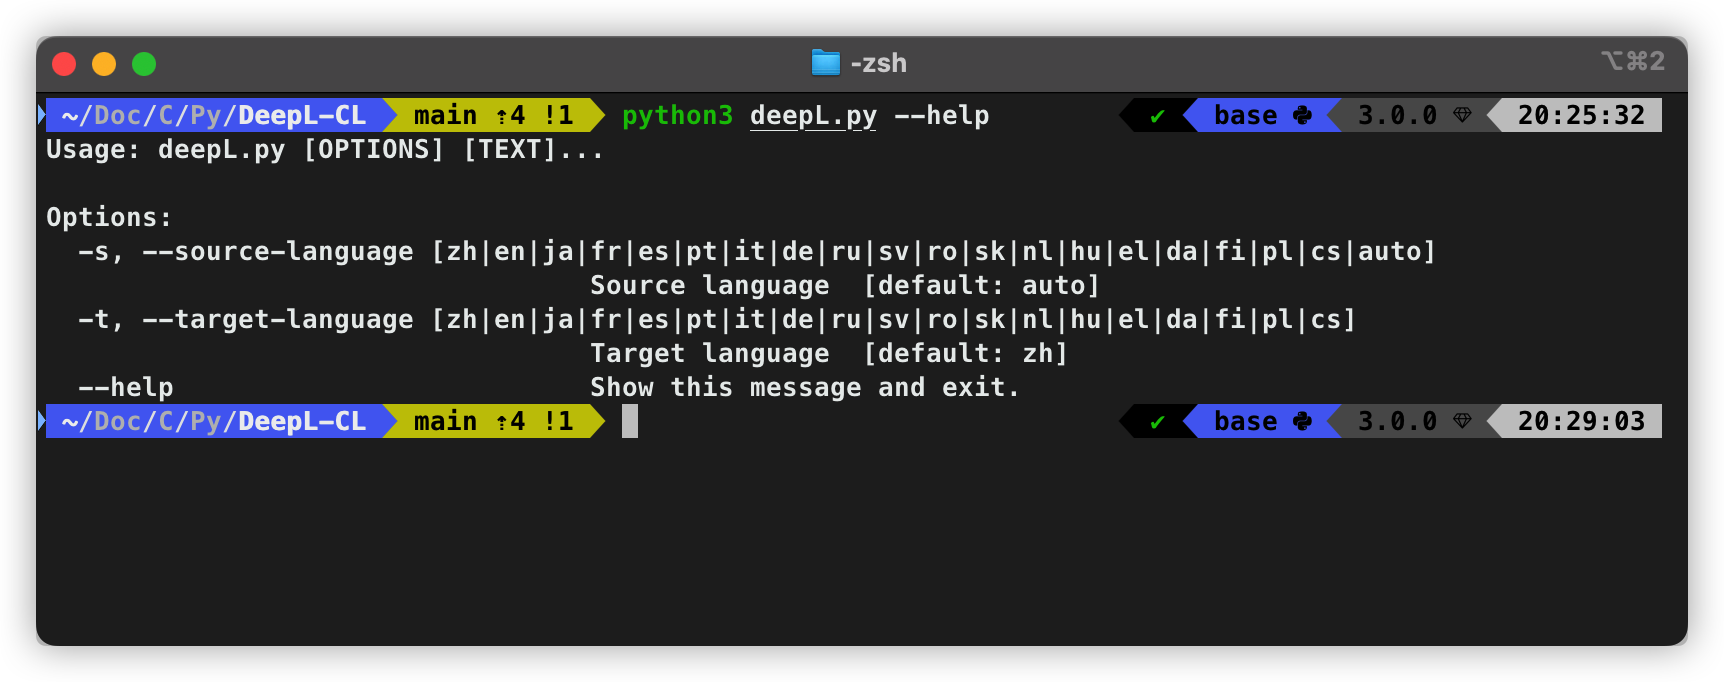 -zsh
⌥⌘2
~/Doc/C/Py/DeepL-CL main ⇡4 !1 python3 deepL.py --help ✔ base 3.0.0 20:25:32
Usage: deepL.py [OPTIONS] [TEXT]...
Options:
-s, --source-language [zh|en|ja|fr|es|pt|it|de|ru|sv|ro|sk|nl|hu|el|da|fi|pl|cs|auto]
Source language [default: auto]
-t, --target-language [zh|en|ja|fr|es|pt|it|de|ru|sv|ro|sk|nl|hu|el|da|fi|pl|cs]
Target language [default: zh]
--help Show this message and exit.
~/Doc/C/Py/DeepL-CL main ⇡4 !1 ✔ base 3.0.0 20:29:03